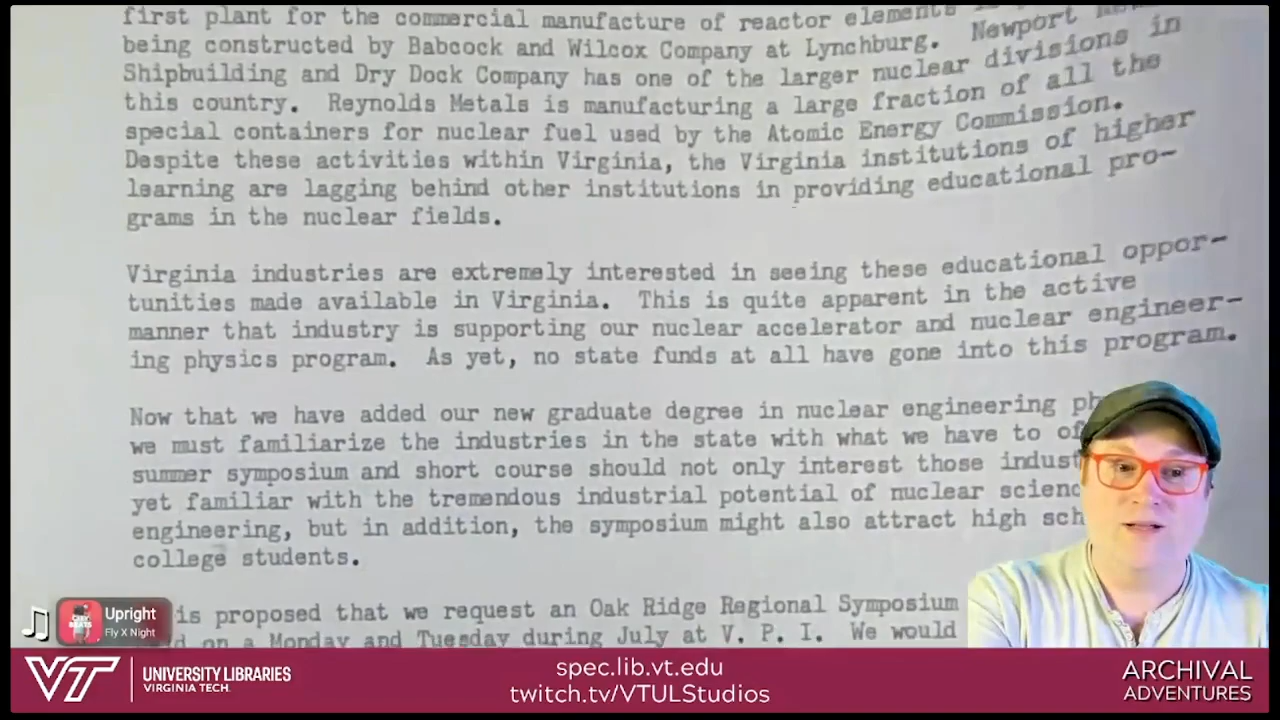 first plant for the commercial manufacture of reactor elements
being constructed by Babcock and Wilcox Company at Lynchburg. Newport
Shipbuilding and Dry Dock Company has one of the larger nuclear divisions in
this country. Reynolds Metals is manufacturing a large fraction of all the
special containers for nuclear fuel used by the Atomic Energy Commission.
Despite these activities within Virginia, the Virginia institutions of higher
learning are lagging behind other institutions in providing educational pro-
grams in the nuclear fields.
Virginia industries are extremely interested in seeing these educational oppor-
tunities made available in Virginia. This is quite apparent in the active
manner that industry is supporting our nuclear accelerator and nuclear engineer-
ing physics program. As yet, no state funds at all have gone into this program.
Now that we have added our new graduate degree in nuclear engineering
we must familiarize the industries in the state with what we have to
summer symposium and short course should not only interest those
yet familiar with the tremendous industrial potential of nuclear
engineering, but in addition, the symposium might also attract high
college students.
is proposed that we request an Oak Ridge Regional Symposium
on a Monday and Tuesday during July at V. P. I. We would
Upright
Fly X Night
VT UNIVERSITY LIBRARIES
VIRGINIA TECH.
spec.lib.vt.edu
twitch.tv/VTULStudios
ARCHIVAL
ADVENTURES